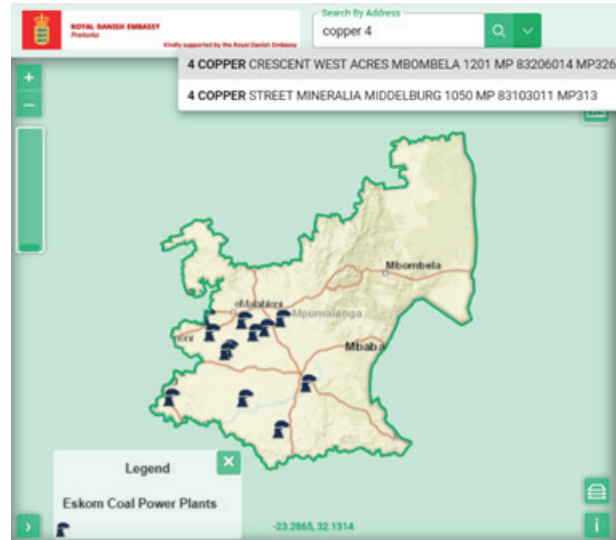 ROYAL DANISH EMBASSY
Pretoria
Kindly supported by the Royal Danish Embassy
Search By Address
copper 4
4 COPPER CRESCENT WEST ACRES MBOMBELA 1201 MP 83206014 MP326
4 COPPER STREET MINERALIA MIDDELBURG 1050 MP 83103011 MP313
+
−
Mbombela
eMalahleni
Mpumalanga
oni
Mbaba
Legend
Eskom Coal Power Plants
-23.2865, 32.1314
i